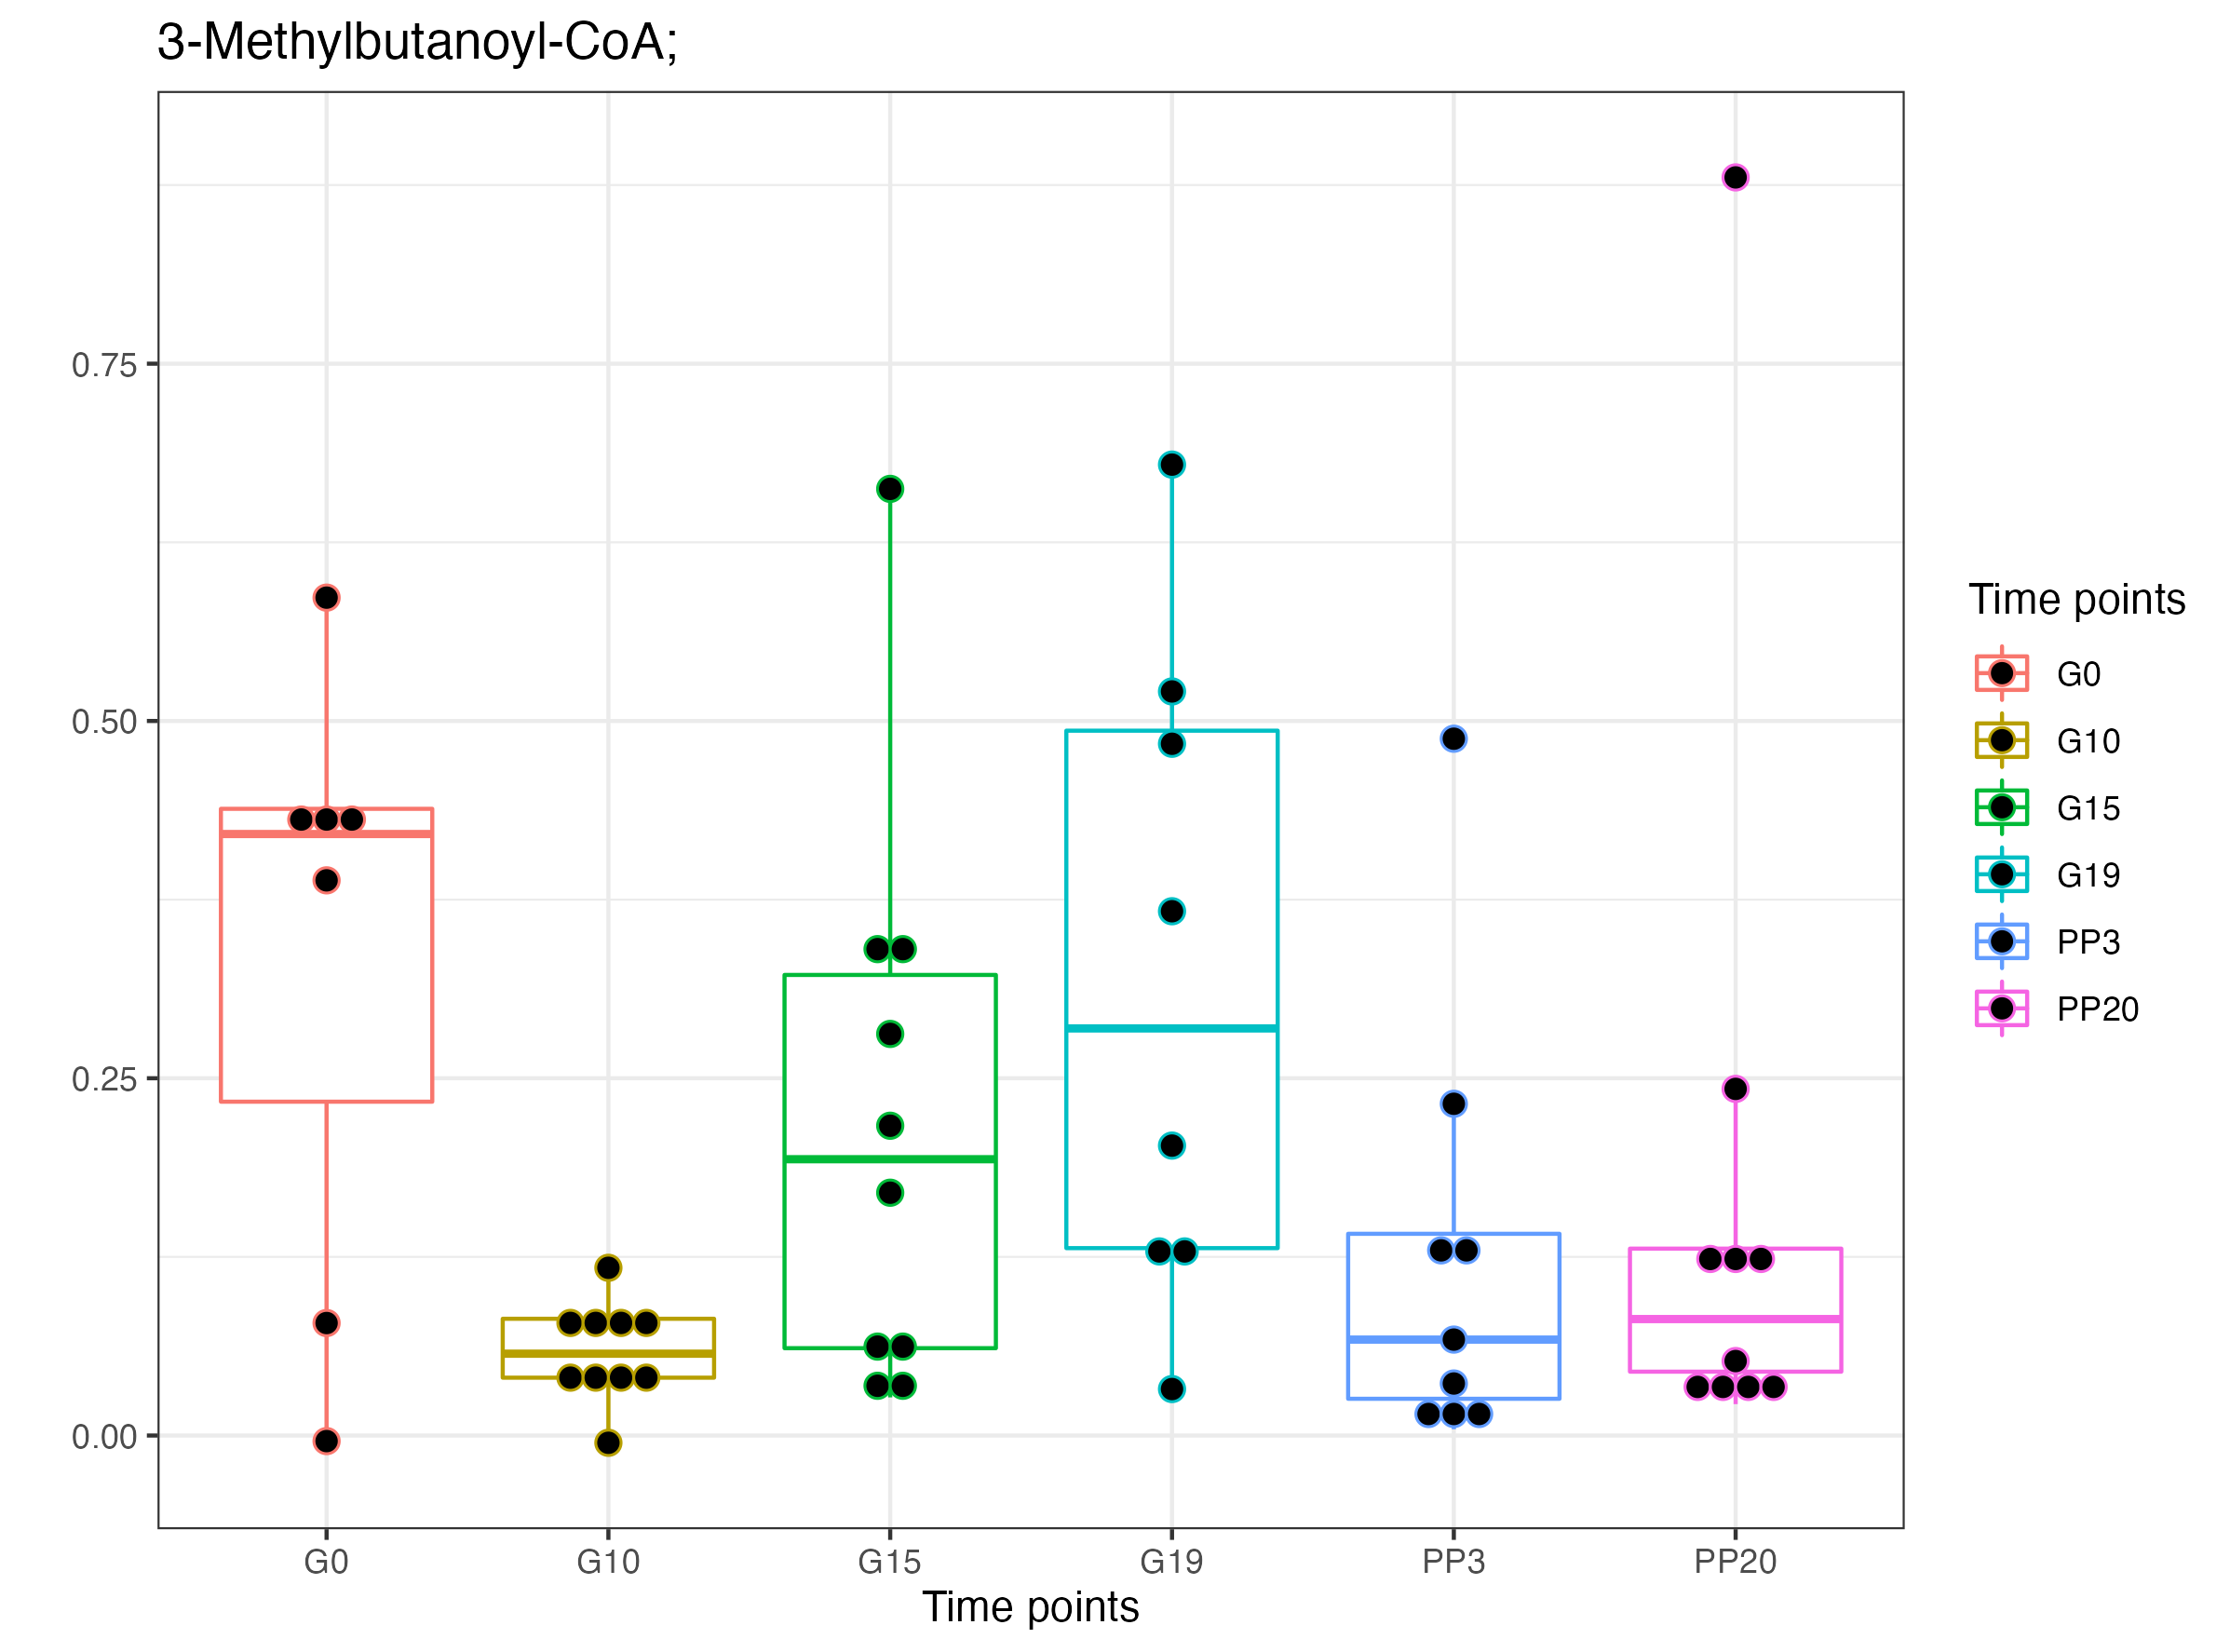 3-Methylbutanoyl-CoA;
0.75
0.50
0.25
0.00
G0 G10 G15 G19 PP3 PP20
Time points
Time points
G0
G10
G15
G19
PP3
PP20